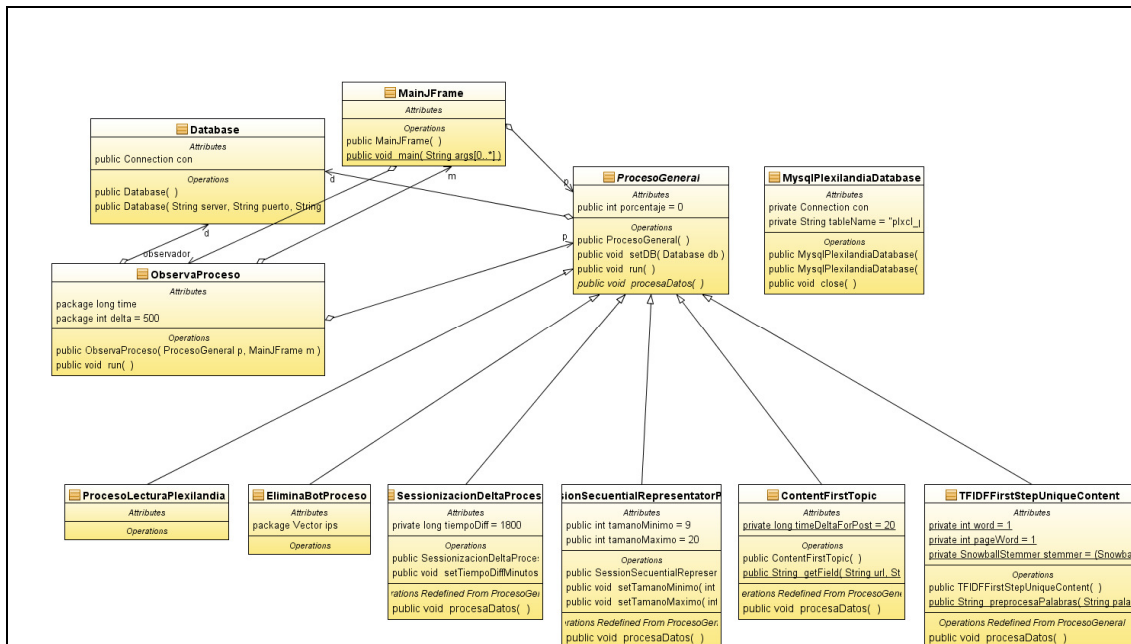 MainJFrame
Attributes
Operations
public MainJFrame( )
public void main( String args[0..*] )
Database
Attributes
public Connection con
Operations
public Database( )
public Database( String server, String puerto, String
d
m
p
ProcesoGeneral
Attributes
public int porcentaje = 0
Operations
public ProcesoGeneral( )
public void setDB( Database db )
public void run( )
public void procesaDatos( )
MysqlPlexilandiaDatabase
Attributes
private Connection con
private String tableName = "plxcl_
Operations
public MysqlPlexilandiaDatabase(
public MysqlPlexilandiaDatabase(
public void close( )
d
observador
p
ObservaProceso
Attributes
package long time
package int delta = 500
Operations
public ObservaProceso( ProcesoGeneral p, MainJFrame m )
public void run( )
ProcesoLecturaPlexilandia
Attributes
Operations
EliminaBotProceso
Attributes
package Vector ips
Operations
SessionizacionDeltaProces
Attributes
private long tiempoDiff = 1800
Operations
public SessionizacionDeltaProce
public void setTiempoDiffMinutos
rations Redefined From ProcesoGen
public void procesaDatos( )
sionSecuentialRepresentatorP
Attributes
public int tamanoMinimo = 9
public int tamanoMaximo = 20
Operations
public SessionSecuentialRepreser
public void setTamanoMinimo( int
public void setTamanoMaximo( int
erations Redefined From ProcesoGen
public void procesaDatos( )
ContentFirstTopic
Attributes
private long timeDeltaForPost = 20
Operations
public ContentFirstTopic( )
public String getField( String url, St
erations Redefined From ProcesoGene
public void procesaDatos( )
TFIDFFirstStepUniqueContent
Attributes
private int word = 1
private int pageWord = 1
private SnowballStemmer stemmer = (Snowba
Operations
public TFIDFFirstStepUniqueContent( )
public String preprocesaPalabras( String pala
Operations Redefined From ProcesoGeneral
public void procesaDatos( )